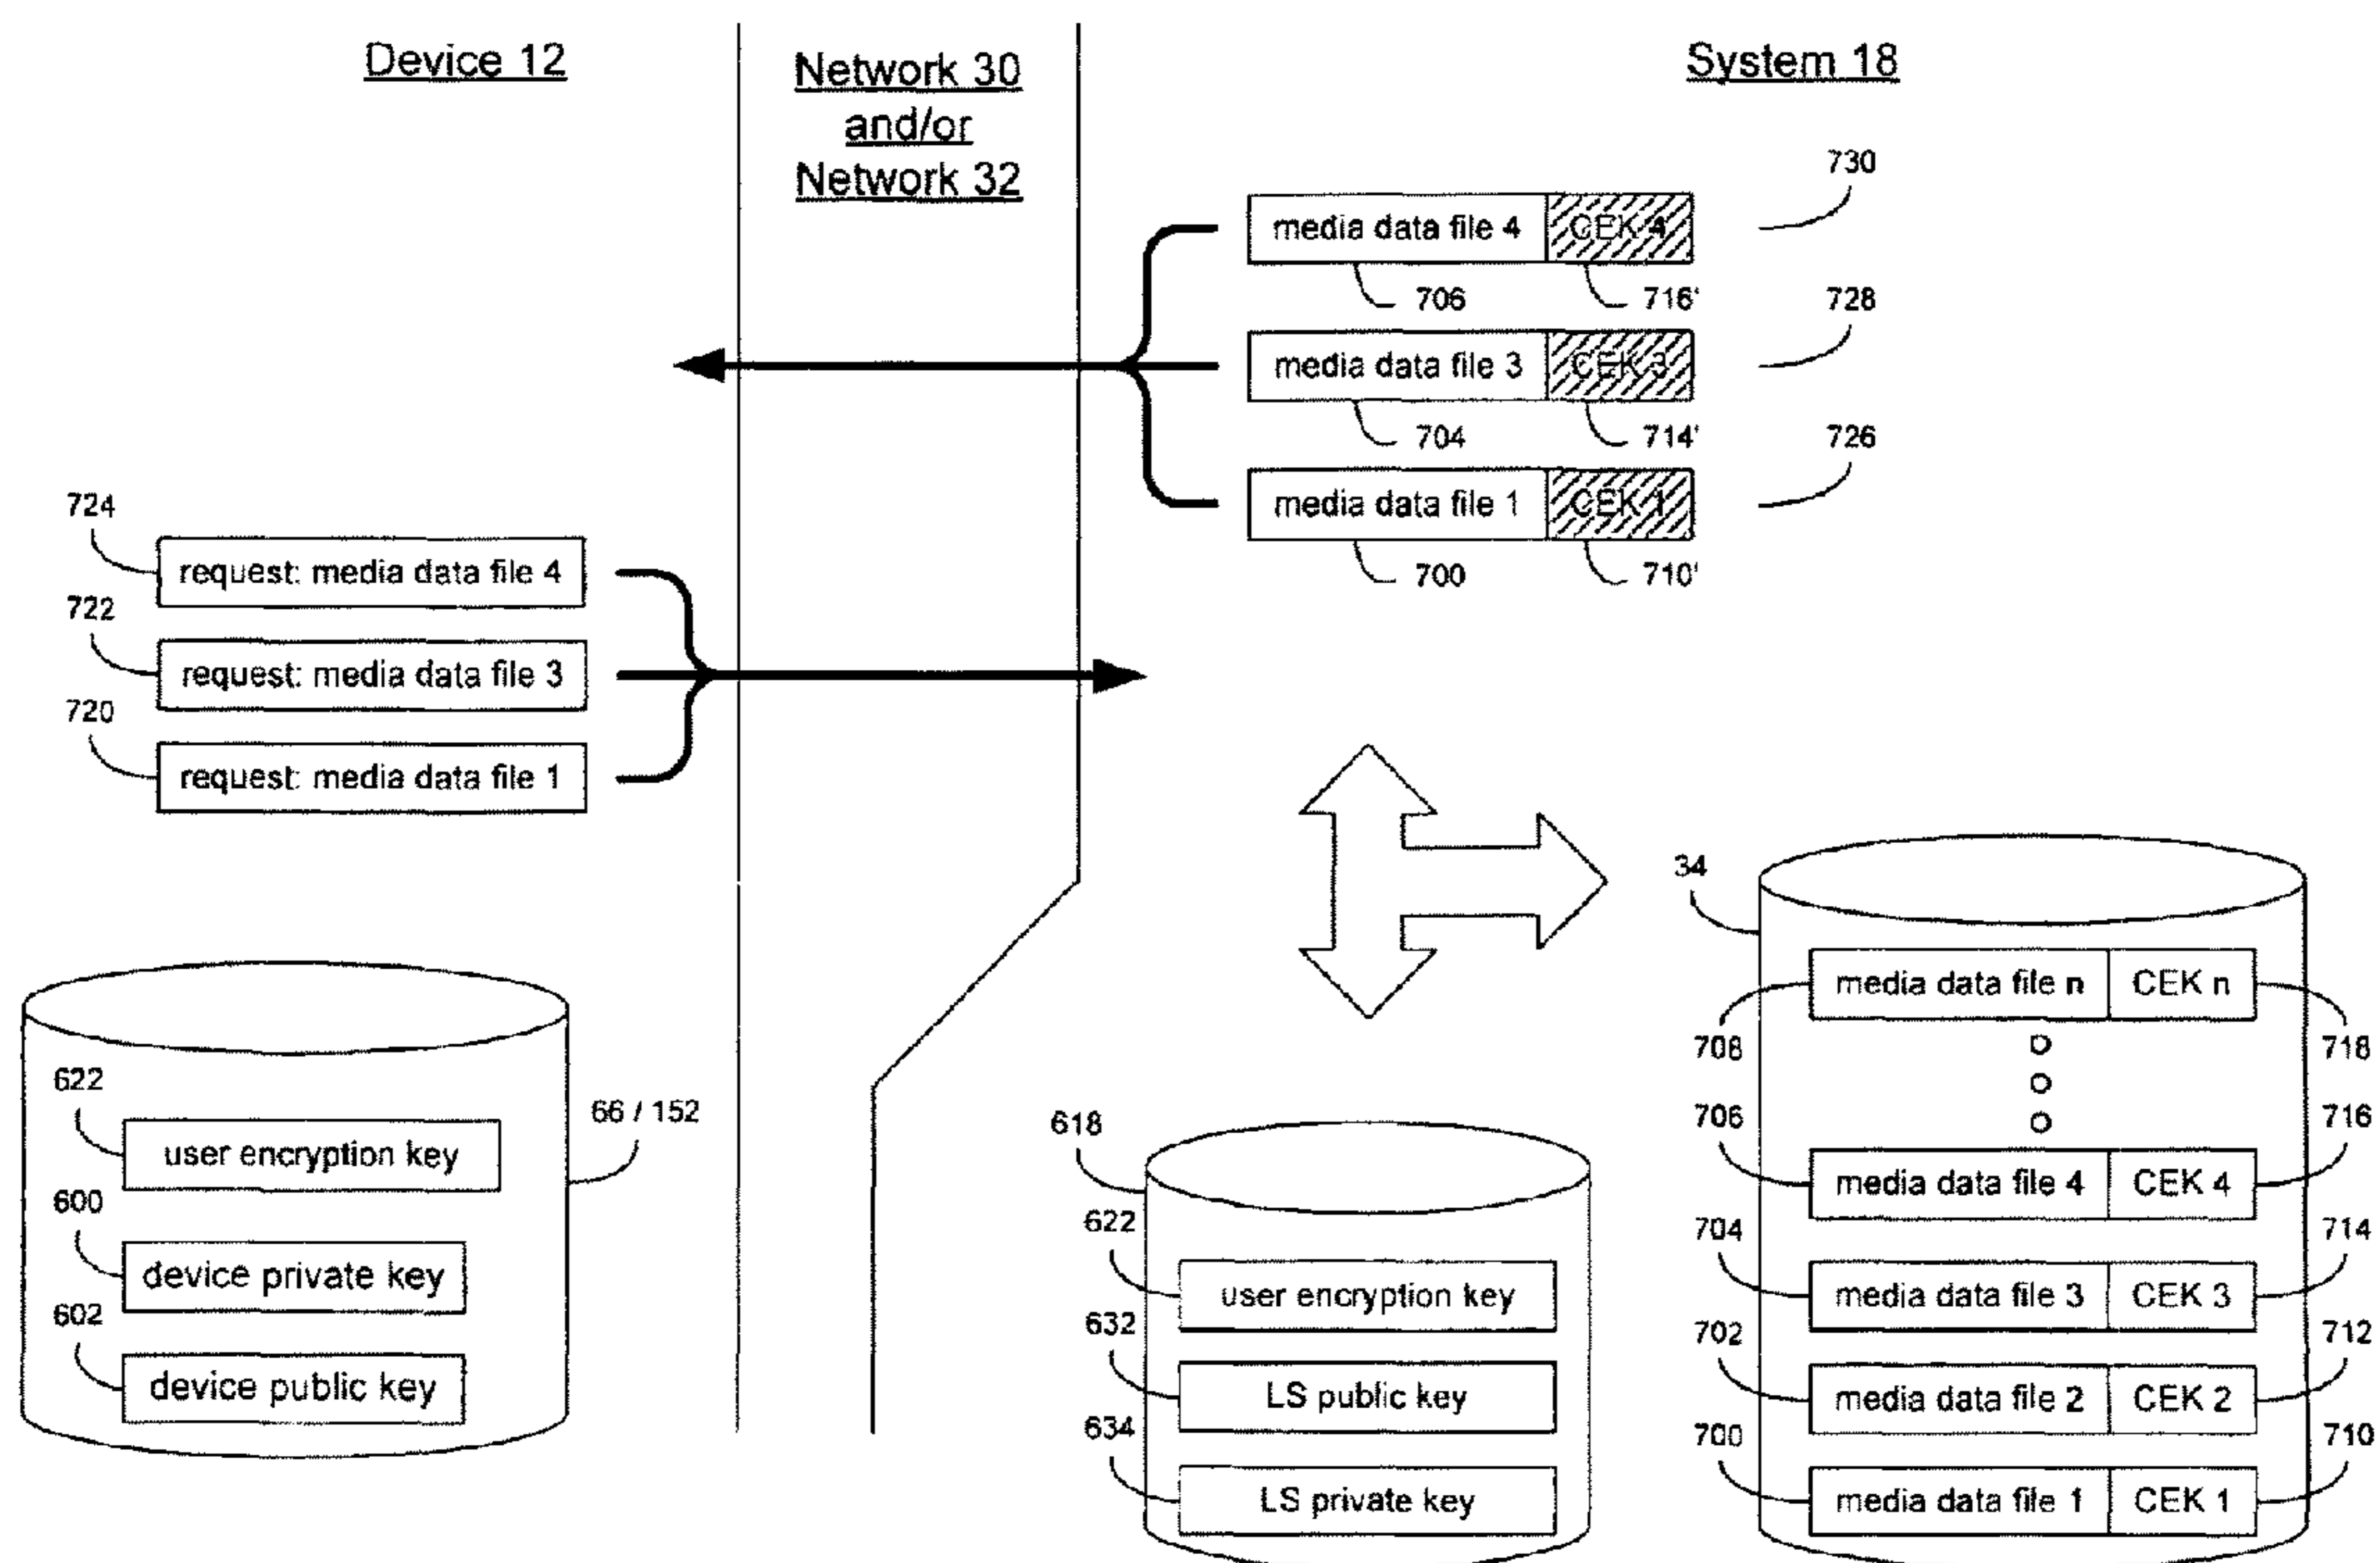 Device 12
Network 30
and/or
Network 32
System 18
730
media data file 4 CEK 4
706 716'
728
media data file 3 CEK 3
704 714'
726
media data file 1 CEK 1
700 710'
724
request: media data file 4
722
request: media data file 3
720
request: media data file 1
66 / 152
622
user encryption key
600
device private key
602
device public key
618
622
user encryption key
632
LS public key
634
LS private key
34
media data file n CEK n
708 718
706 716
media data file 4 CEK 4
704 714
media data file 3 CEK 3
702 712
media data file 2 CEK 2
700 710
media data file 1 CEK 1